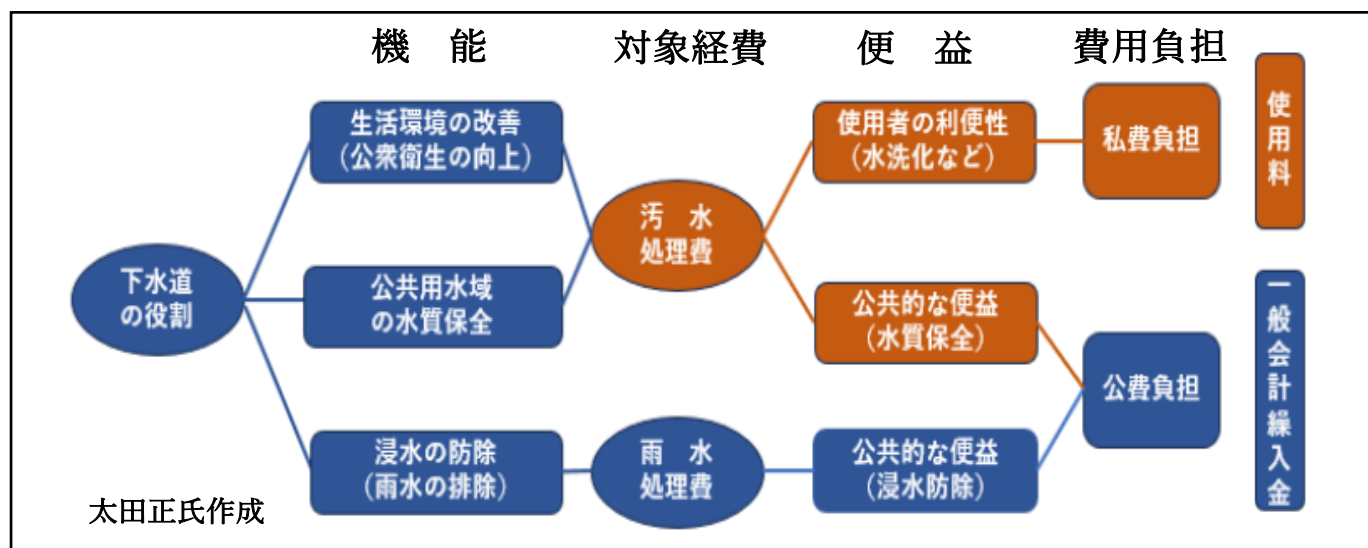 機　能
対象経費
便　益
費用負担
下水道
の役割
生活環境の改善
（公衆衛生の向上）
公共用水域
の水質保全
浸水の防除
（雨水の排除）
汚　水
処理費
雨　水
処理費
使用者の利便性
（水洗化など）
公共的な便益
（水質保全）
公共的な便益
（浸水防除）
私費負担
公費負担
使用料
一般会計繰入金
太田正氏作成